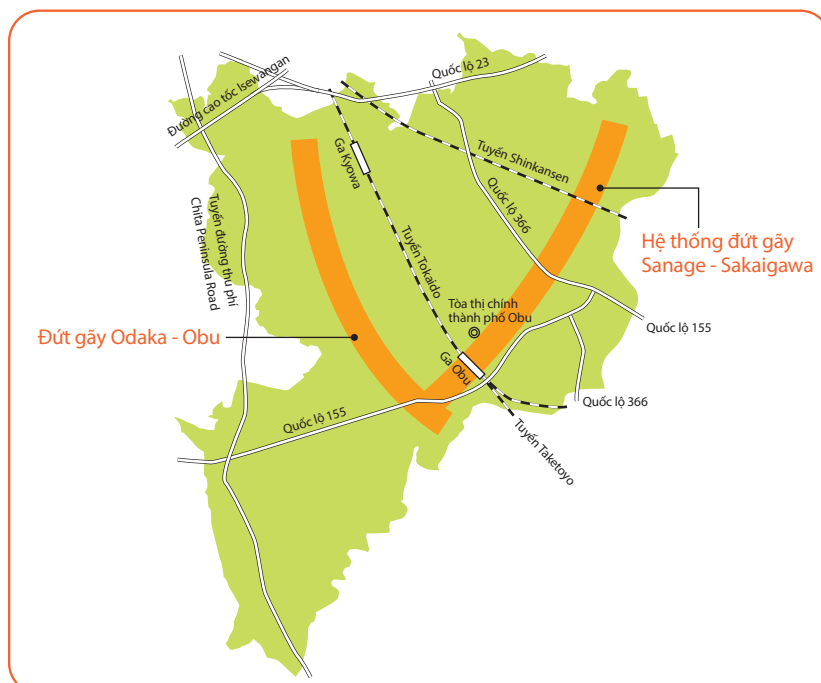 Quốc lộ 23
Đường cao tốc Isewangan
Ga Kyowa
Tuyến Shinkansen
Tuyến đường thu phí
Chita Peninsula Road
Quốc lộ 366
Tuyến Tokaido
Hệ thống đứt gãy
Sanage - Sakaigawa
Tòa thị chính
thành phố Obu
Quốc lộ 155
Đứt gãy Odaka - Obu
Ga Obu
Quốc lộ 366
Quốc lộ 155
Tuyến Taketoyo